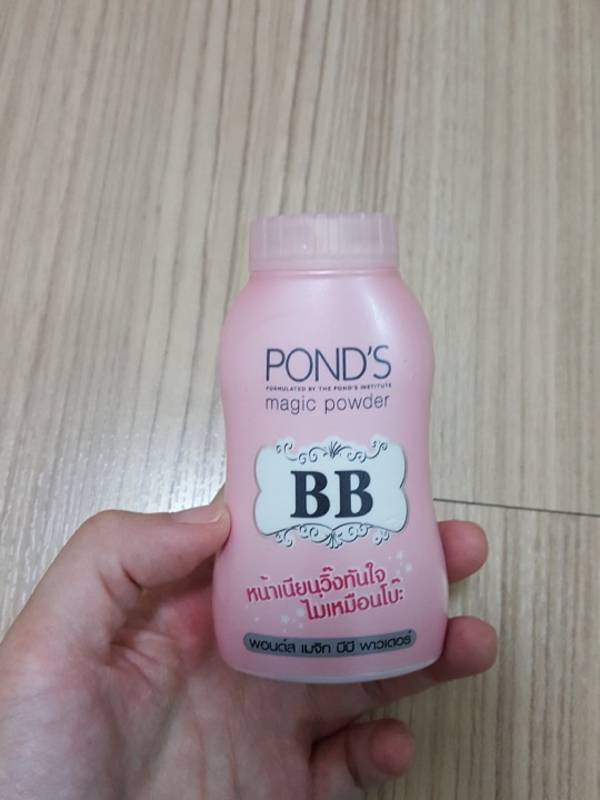 POND'S
FORMULATED BY THE POND'S INSTITUTE
magic powder
BB
หน้าเนียนวิ๊งทันใจ
ไม่เหมือนโบ๊ะ
พอนด์ส เมจิก บีบี พาวเดอร์